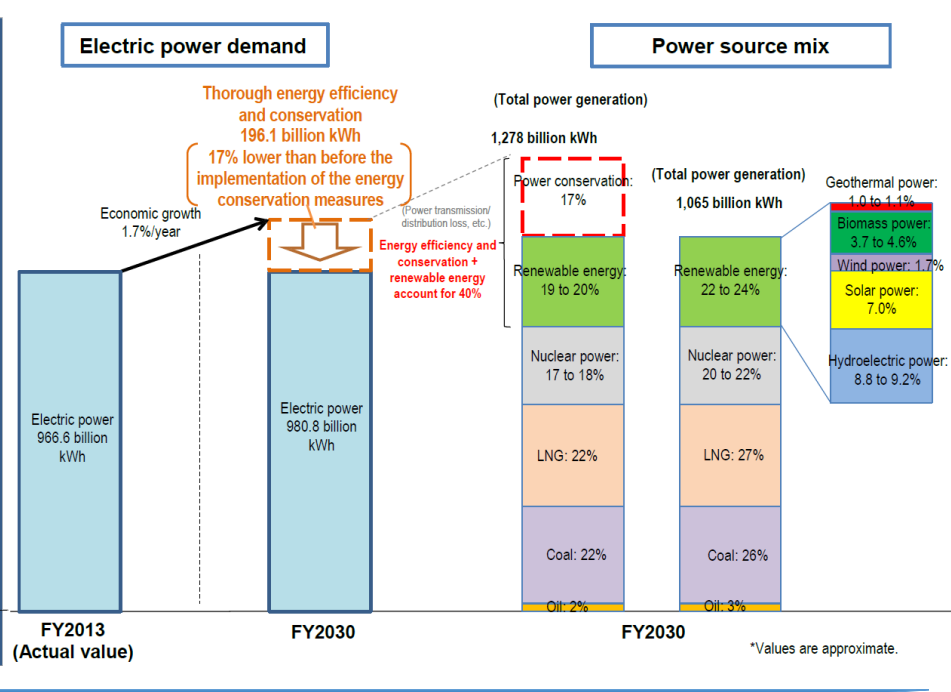 Electric power demand
Power source mix
Thorough energy efficiency
and conservation
196.1 billion kWh
17% lower than before the
implementation of the energy
conservation measures
Economic growth
1.7%/year
(Power transmission/
distribution loss, etc.)
Energy efficiency and
conservation +
renewable energy
account for 40%
Electric power
966.6 billion
kWh
Electric power
980.8 billion
kWh
FY2013
(Actual value)
FY2030
(Total power generation)
1,278 billion kWh
Power conservation:
17%
Renewable energy:
19 to 20%
Nuclear power:
17 to 18%
LNG: 22%
Coal: 22%
Oil: 2%
(Total power generation)
1,065 billion kWh
Renewable energy:
22 to 24%
Nuclear power:
20 to 22%
LNG: 27%
Coal: 26%
Oil: 3%
Geothermal power:
1.0 to 1.1%
Biomass power:
3.7 to 4.6%
Wind power: 1.7%
Solar power:
7.0%
Hydroelectric power:
8.8 to 9.2%
FY2030
*Values are approximate.